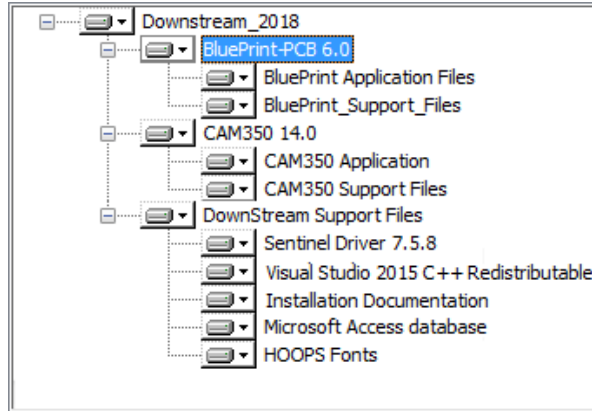 Downstream_2018
BluePrint-PCB 6.0
BluePrint Application Files
BluePrint_Support_Files
CAM350 14.0
CAM350 Application
CAM350 Support Files
DownStream Support Files
Sentinel Driver 7.5.8
Visual Studio 2015 C++ Redistributable
Installation Documentation
Microsoft Access database
HOOPS Fonts